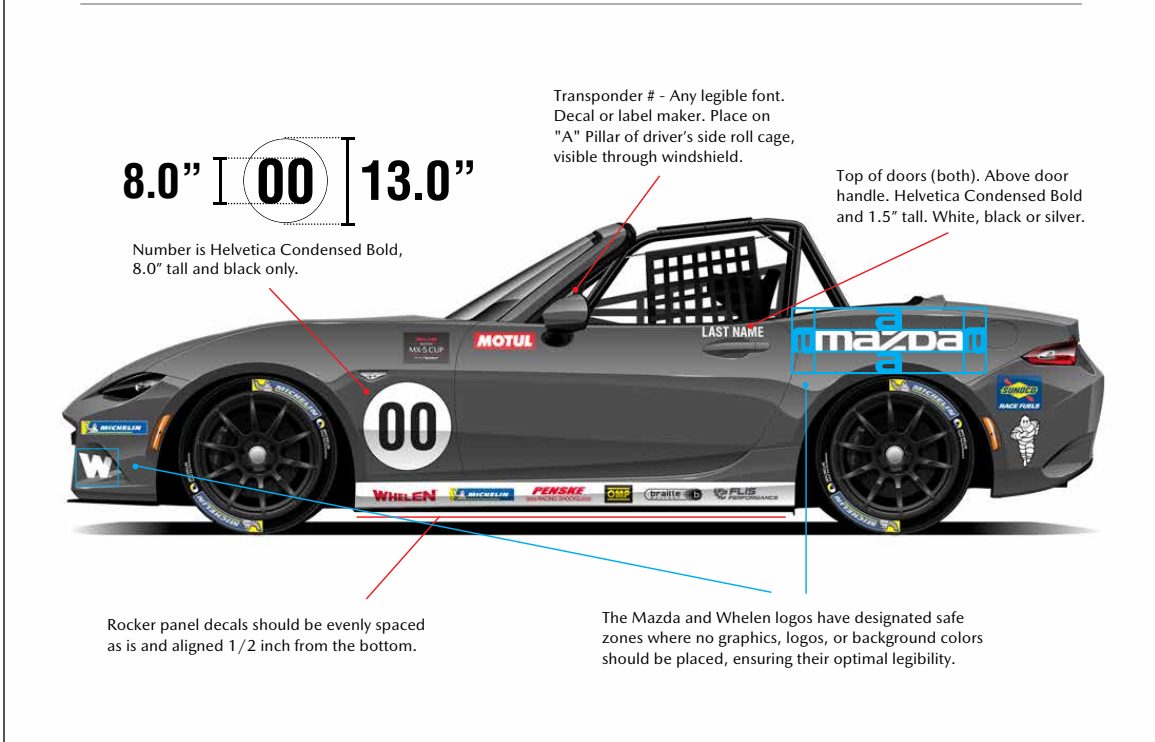 Transponder # - Any legible font.
Decal or label maker. Place on
"A" Pillar of driver’s side roll cage,
visible through windshield.
8.0”
00
13.0”
Top of doors (both). Above door
handle. Helvetica Condensed Bold
and 1.5” tall. White, black or silver.
Number is Helvetica Condensed Bold,
8.0” tall and black only.
LAST NAME
MX-5 CUP
MOTUL
mazda
MICHELIN
MICHELIN
SUNOCO
RACE FUELS
MICHELIN
00
W
WHELEN
MICHELIN
PENSKE
OMP
braille b
FLIS
PERFORMANCE
MICHELIN
MICHELIN
Rocker panel decals should be evenly spaced
as is and aligned 1/2 inch from the bottom.
The Mazda and Whelen logos have designated safe
zones where no graphics, logos, or background colors
should be placed, ensuring their optimal legibility.